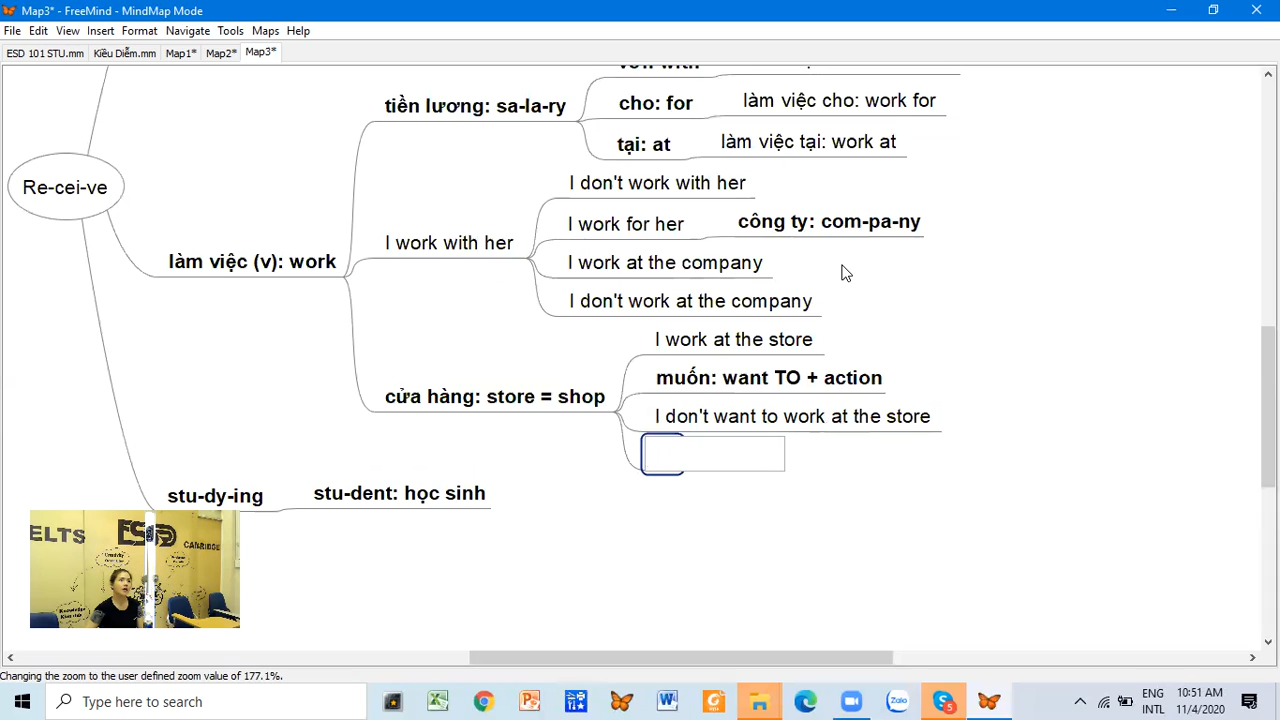 Map3* - FreeMind - MindMap Mode
File Edit View Insert Format Navigate Tools Maps Help
ESD 101 STU.mm Kiều Diễm.mm Map1* Map2* Map3*
tiền lương: sa-la-ry
cho: for
làm việc cho: work for
tại: at
làm việc tại: work at
Re-cei-ve
làm việc (v): work
I work with her
I don't work with her
I work for her
công ty: com-pa-ny
I work at the company
I don't work at the company
cửa hàng: store = shop
I work at the store
muốn: want TO + action
I don't want to work at the store
stu-dy-ing
stu-dent: học sinh
IELTS ESD CAMBRIDGE
Changing the zoom to the user defined zoom value of 177.1%.
Type here to search
Zalo
5
ENG
INTL
10:51 AM
11/4/2020